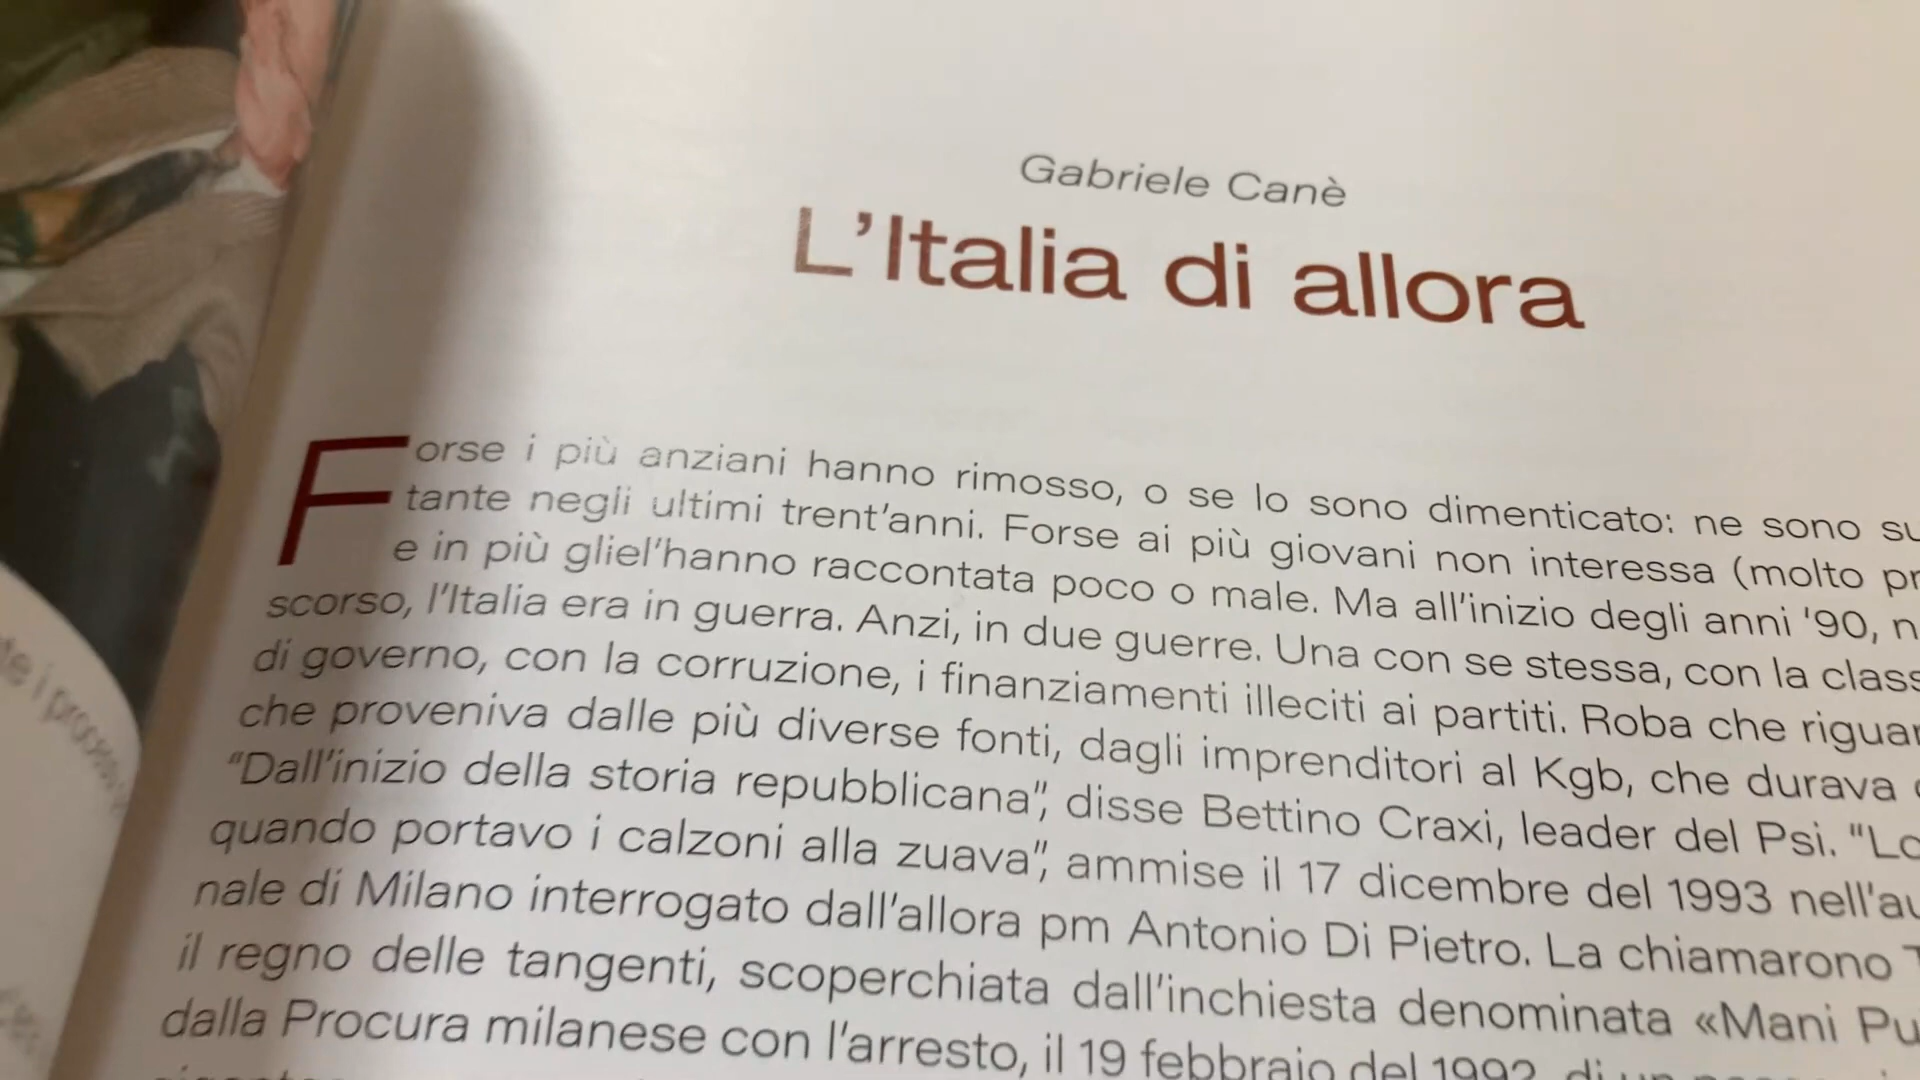 Gabriele Canè
L'Italia di allora
Forse i più anziani hanno rimosso, o se lo sono dimenticato: ne sono
tante negli ultimi trent'anni. Forse ai più giovani non interessa (molto
e in più gliel'hanno raccontata poco o male. Ma all'inizio degli anni '90,
scorso, l'Italia era in guerra. Anzi, in due guerre. Una con se stessa, con la
di governo, con la corruzione, i finanziamenti illeciti ai partiti. Roba che
che proveniva dalle più diverse fonti, dagli imprenditori al Kgb, che durava
"Dall'inizio della storia repubblicana", disse Bettino Craxi, leader del Psi.
quando portavo i calzoni alla zuava", ammise il 17 dicembre del 1993
nale di Milano interrogato dall'allora pm Antonio Di Pietro. La chiamarono
il regno delle tangenti, scoperchiata dall'inchiesta denominata «Mani
dalla Procura milanese con l'arresto, il 19 febbraio del 1992, di
i prossimi